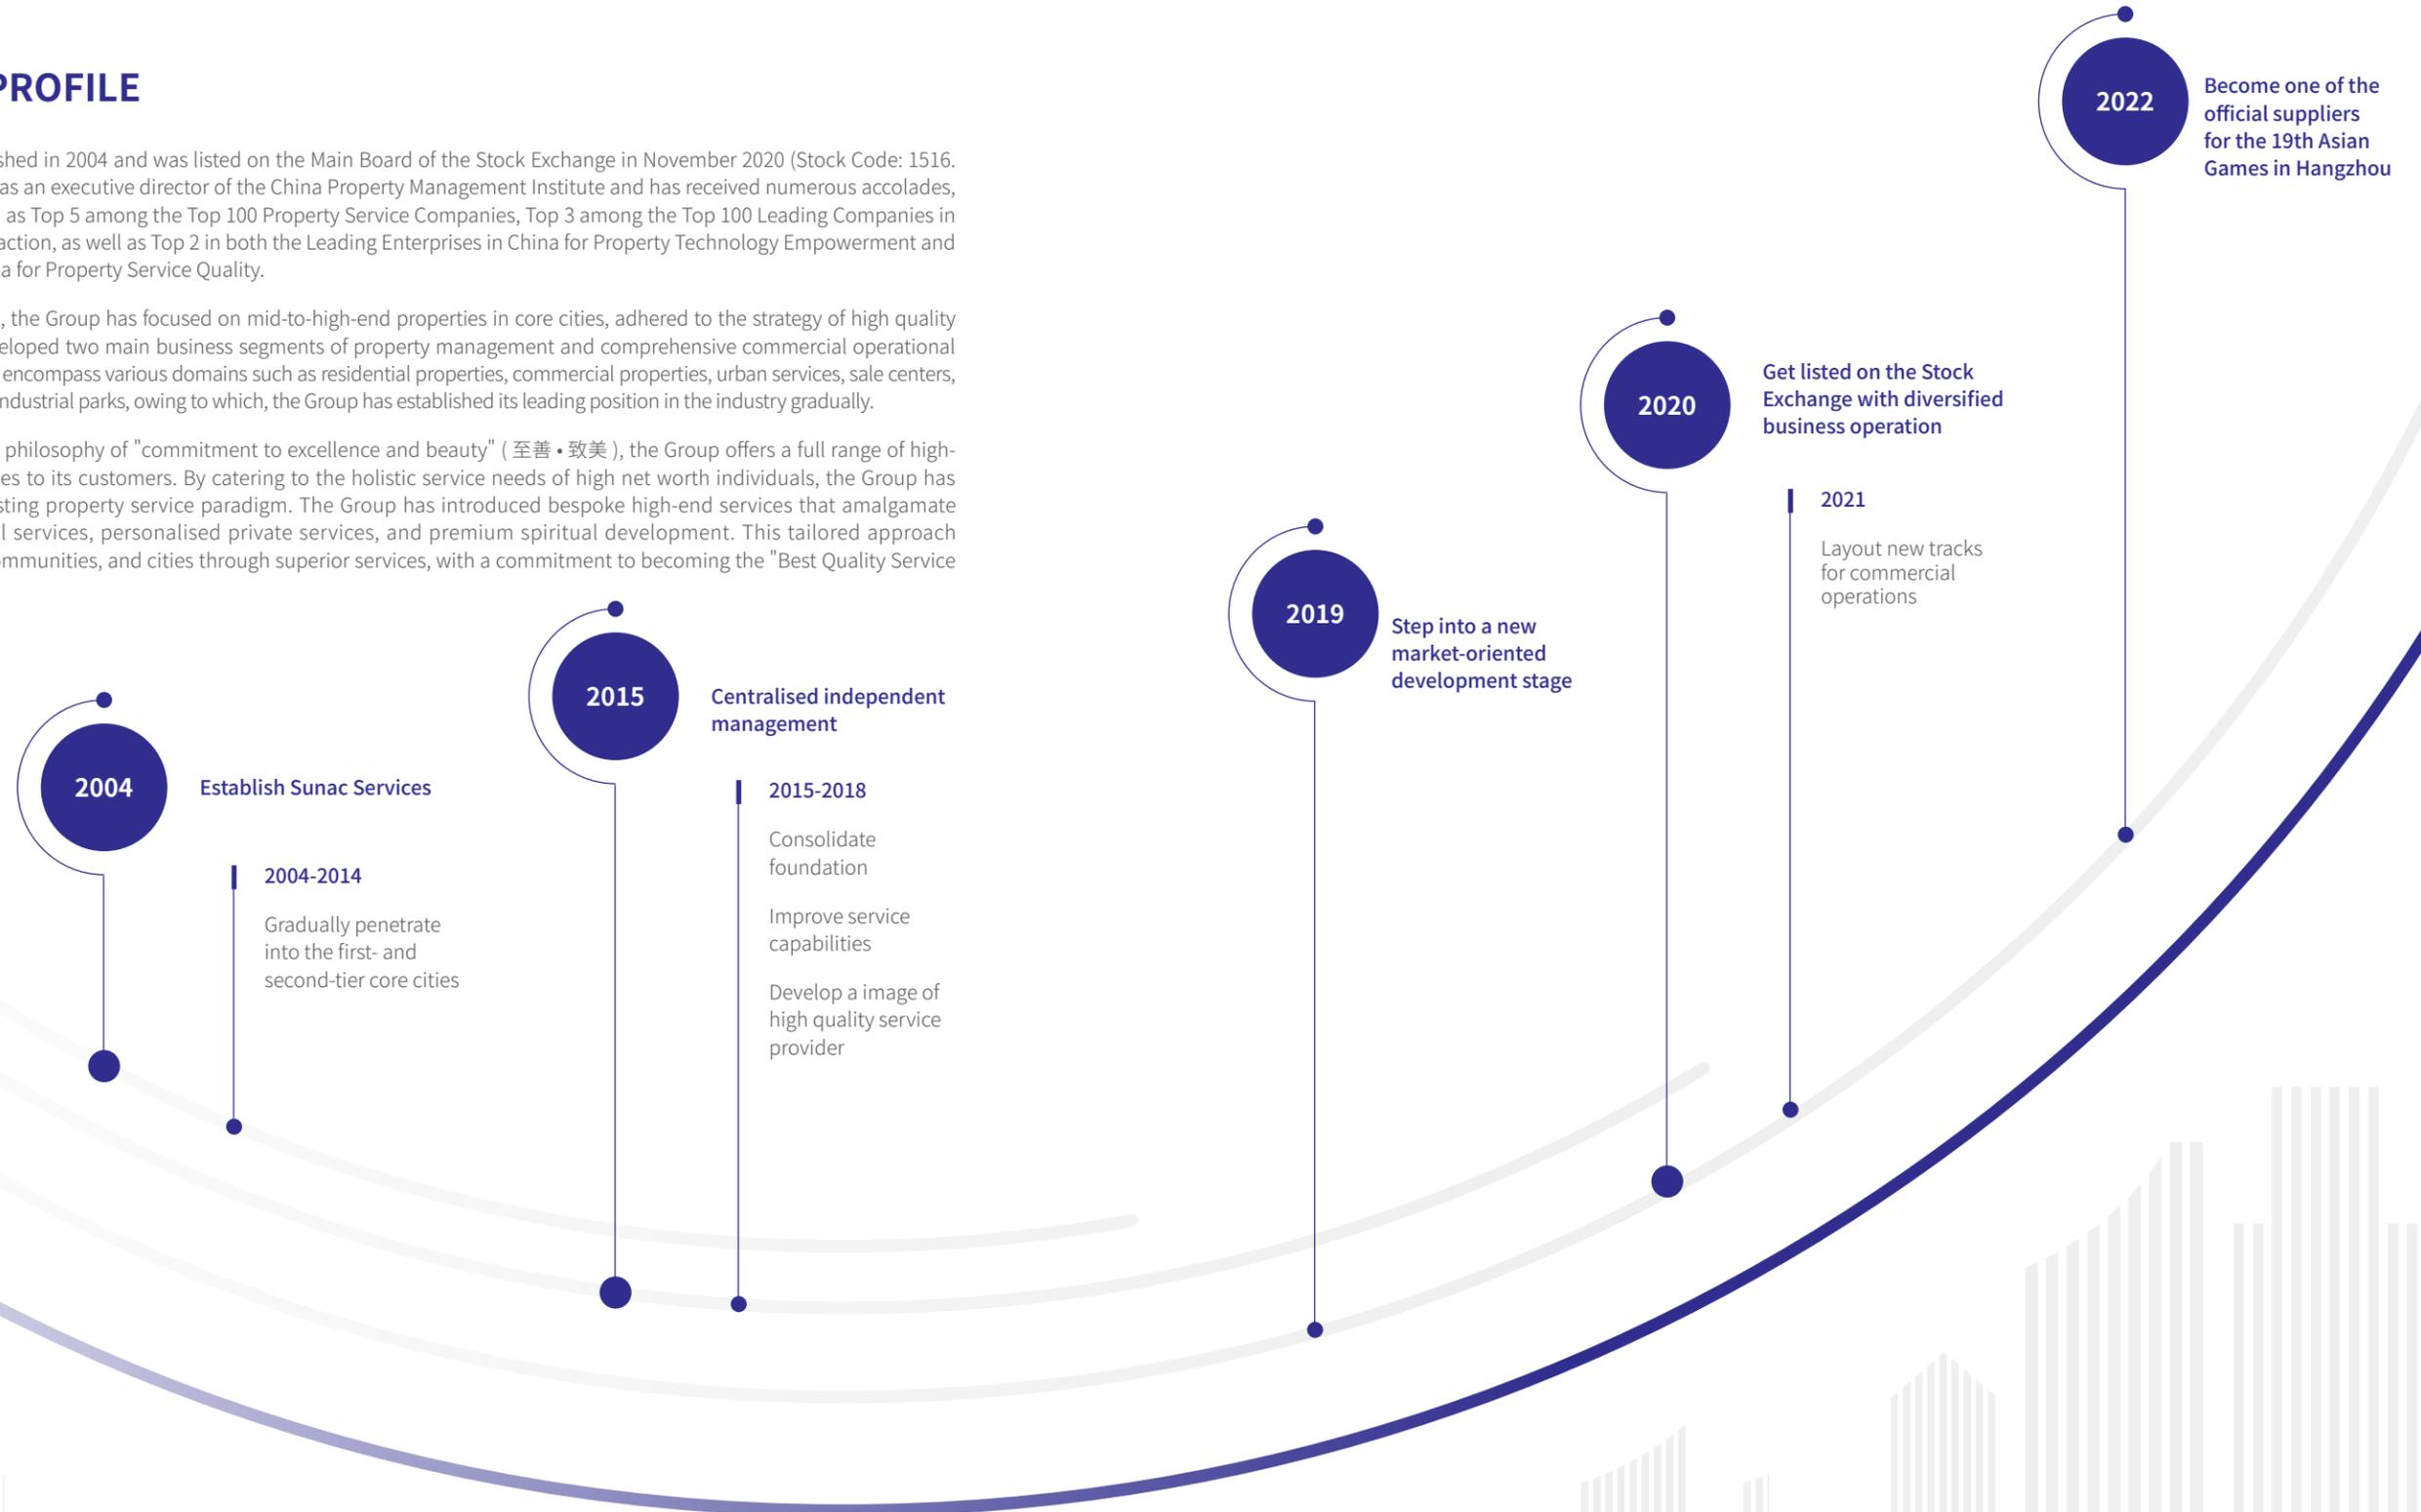 PROFILE
shed in 2004 and was listed on the Main Board of the Stock Exchange in November 2020 (Stock Code: 1516.
as an executive director of the China Property Management Institute and has received numerous accolades,
as Top 5 among the Top 100 Property Service Companies, Top 3 among the Top 100 Leading Companies in
action, as well as Top 2 in both the Leading Enterprises in China for Property Technology Empowerment and
a for Property Service Quality.
, the Group has focused on mid-to-high-end properties in core cities, adhered to the strategy of high quality
eloped two main business segments of property management and comprehensive commercial operational
encompass various domains such as residential properties, commercial properties, urban services, sale centers,
ndustrial parks, owing to which, the Group has established its leading position in the industry gradually.
philosophy of "commitment to excellence and beauty" ( 至善 • 致美 ), the Group offers a full range of high-
es to its customers. By catering to the holistic service needs of high net worth individuals, the Group has
sting property service paradigm. The Group has introduced bespoke high-end services that amalgamate
l services, personalised private services, and premium spiritual development. This tailored approach
mmunities, and cities through superior services, with a commitment to becoming the "Best Quality Service
2004
Establish Sunac Services
2004-2014
Gradually penetrate
into the first- and
second-tier core cities
2015
Centralised independent
management
2015-2018
Consolidate
foundation
Improve service
capabilities
Develop a image of
high quality service
provider
2019
Step into a new
market-oriented
development stage
2020
Get listed on the Stock
Exchange with diversified
business operation
2021
Layout new tracks
for commercial
operations
2022
Become one of the
official suppliers
for the 19th Asian
Games in Hangzhou